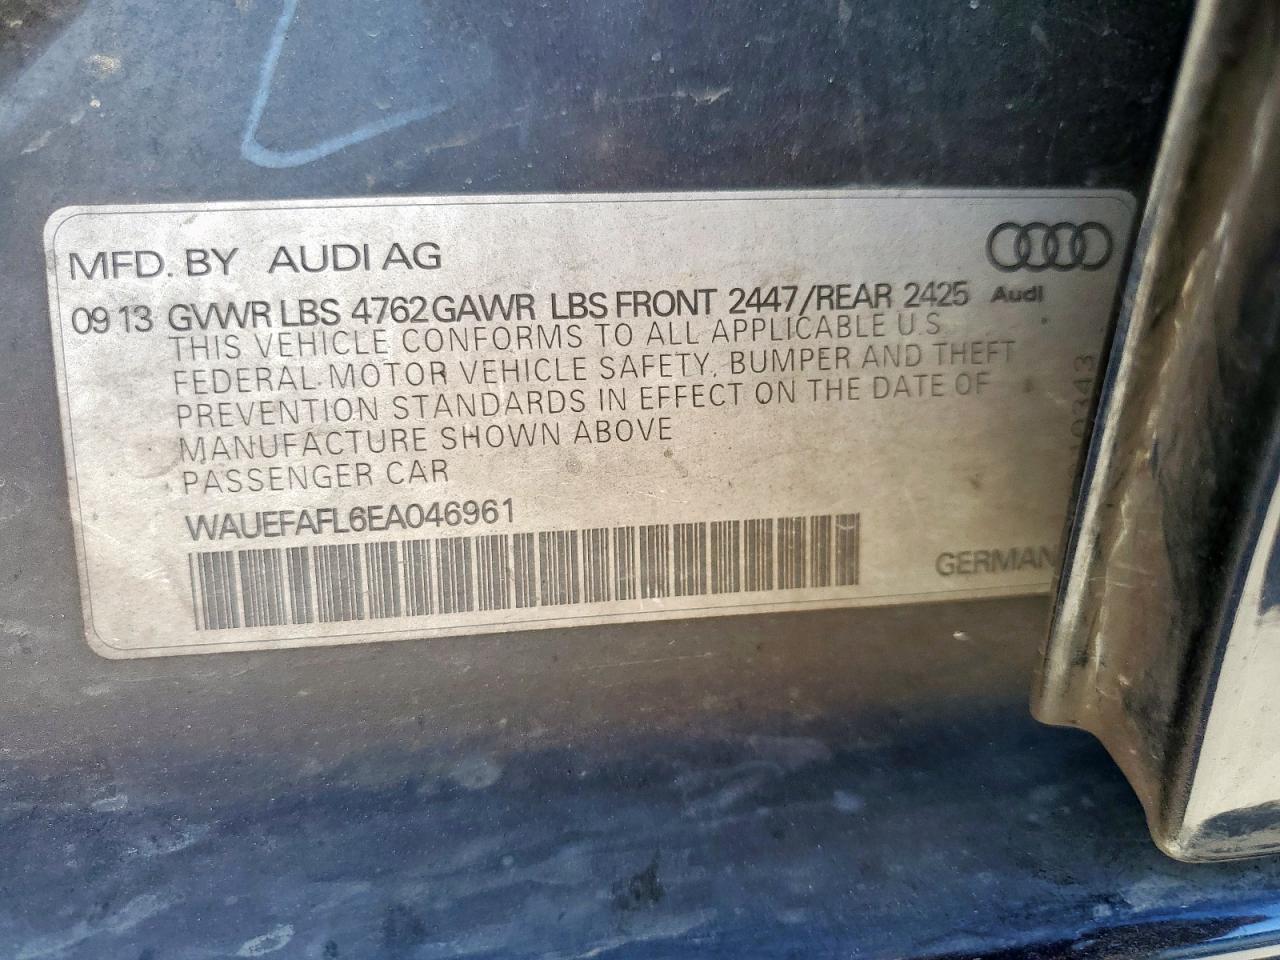 MFD. BY AUDI AG
09 13 GVWR LBS 4762 GAWR LBS FRONT 2447/REAR 2425 Audi
THIS VEHICLE CONFORMS TO ALL APPLICABLE U.S.
FEDERAL MOTOR VEHICLE SAFETY, BUMPER AND THEFT
PREVENTION STANDARDS IN EFFECT ON THE DATE OF
MANUFACTURE SHOWN ABOVE
PASSENGER CAR
WAUEFAFL6EA046961
GERMAN